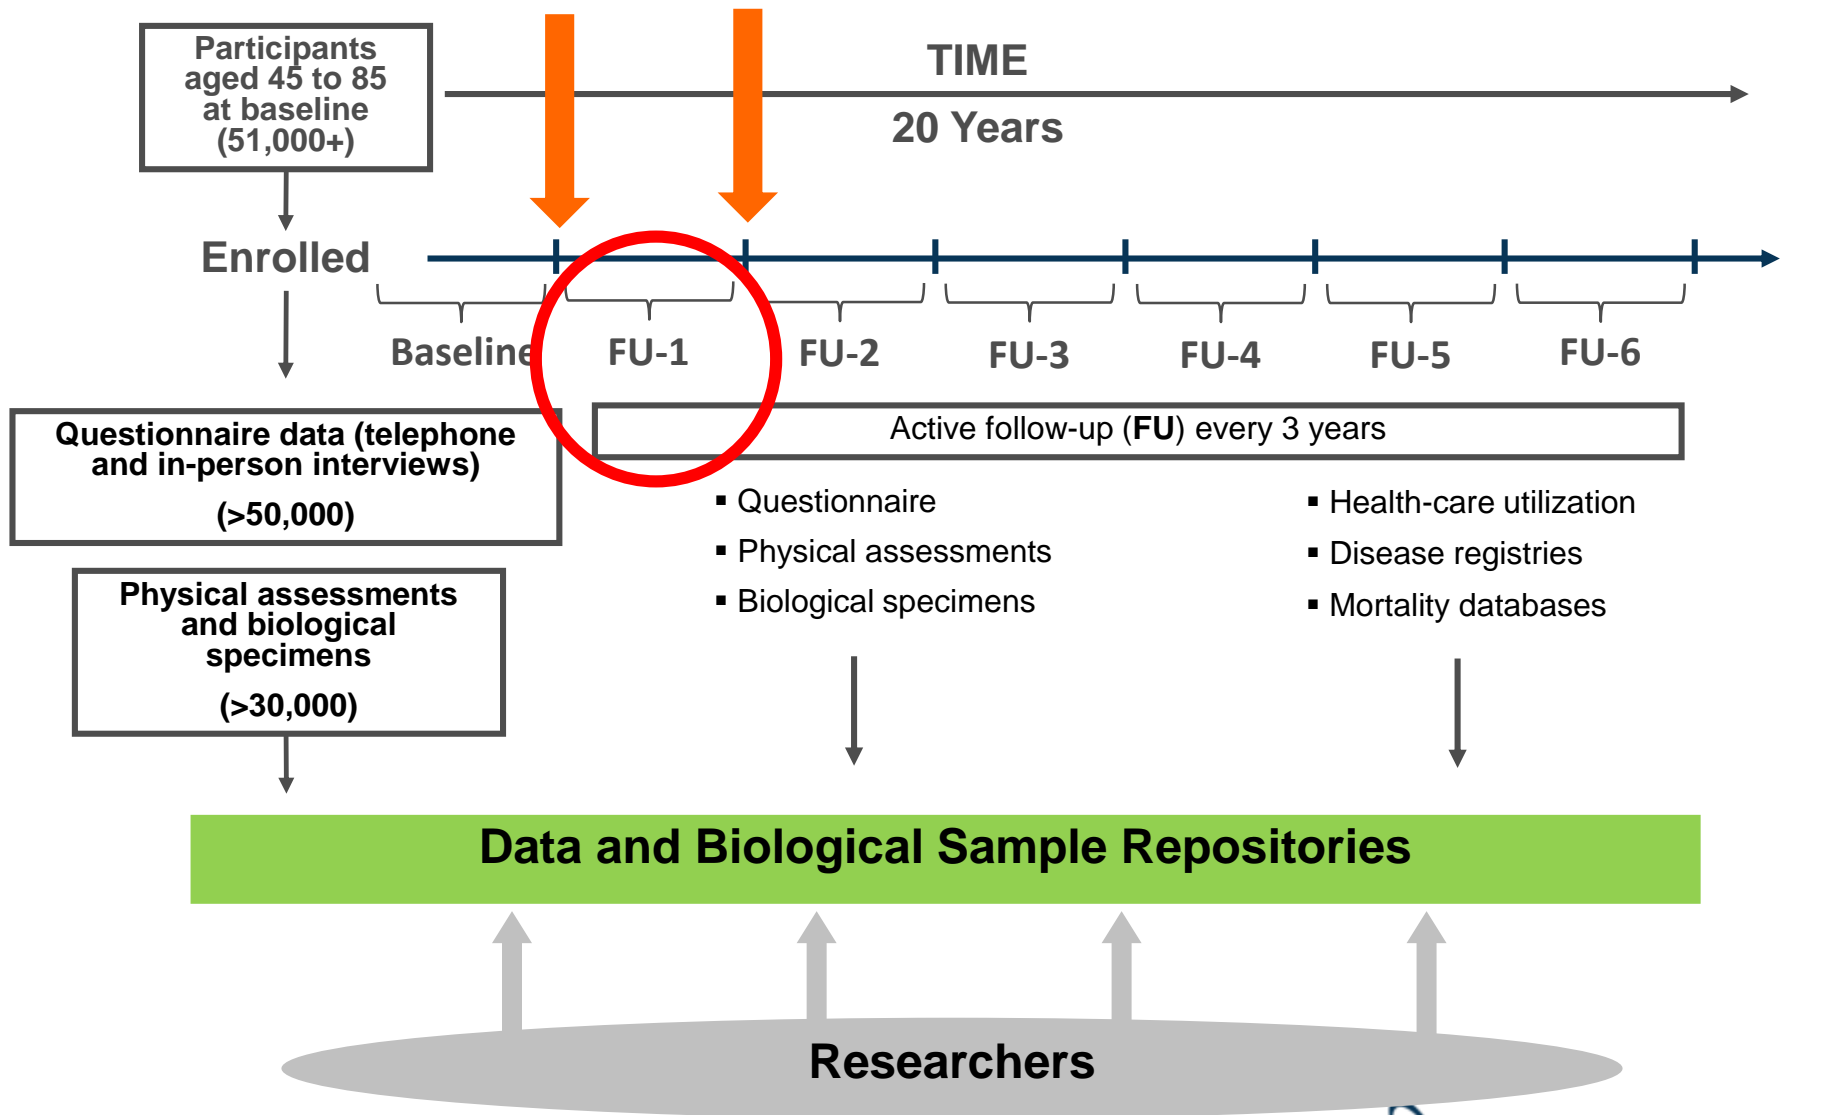 Participants
aged 45 to 85
at baseline
(51,000+)
TIME
20 Years
Enrolled
Baseline
FU-1
FU-2
FU-3
FU-4
FU-5
FU-6
Active follow-up (FU) every 3 years
Questionnaire data (telephone
and in-person interviews)
(>50,000)
Physical assessments
and biological
specimens
(>30,000)
▪ Questionnaire
▪ Physical assessments
▪ Biological specimens
▪ Health-care utilization
▪ Disease registries
▪ Mortality databases
Data and Biological Sample Repositories
Researchers